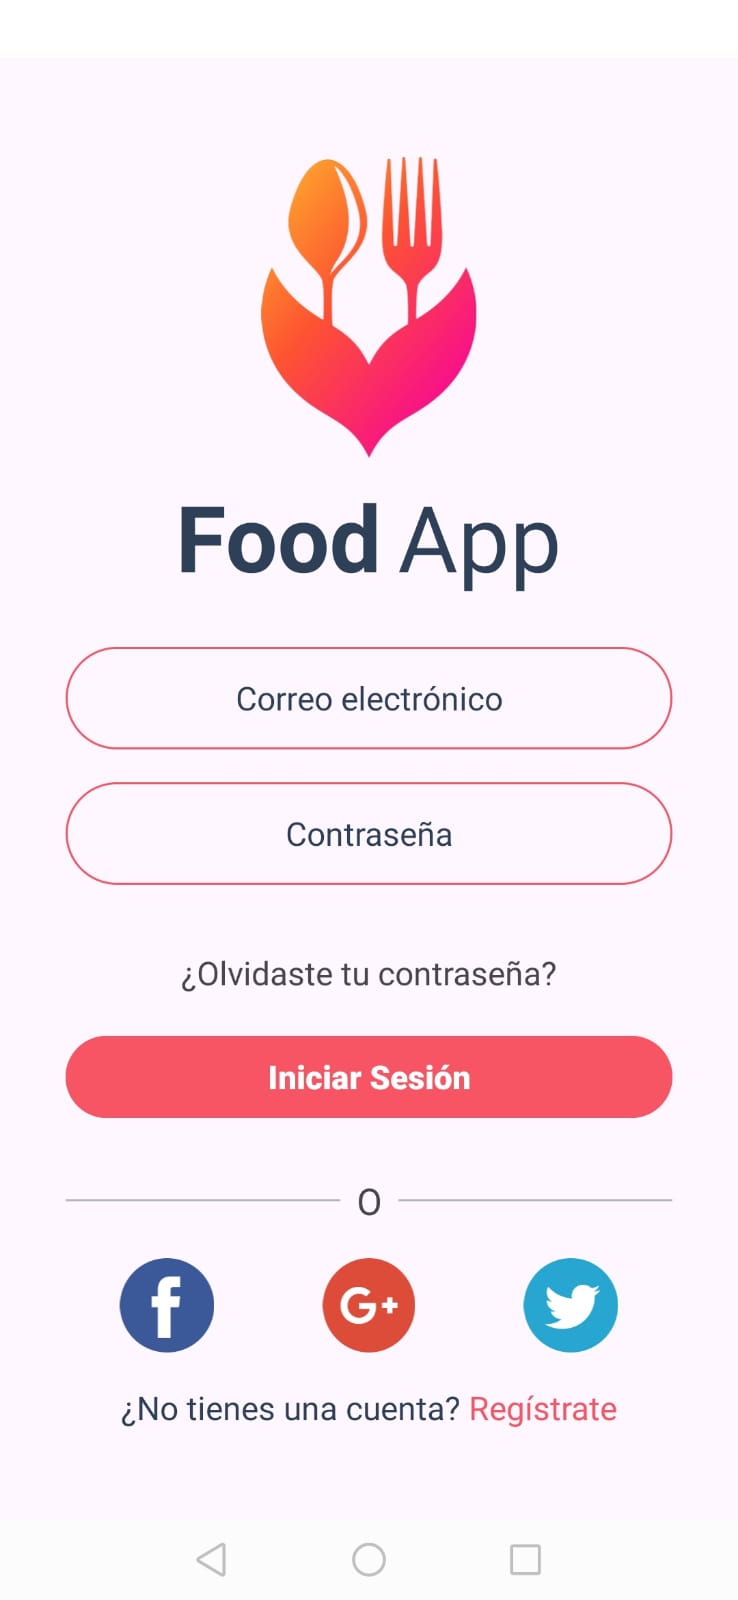 Food App
Correo electrónico
Contraseña
¿Olvidaste tu contraseña?
Iniciar Sesión
O
f G+
¿No tienes una cuenta? Regístrate